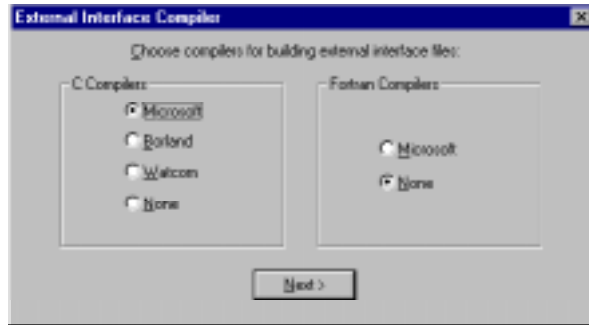 External Interface Compiler
Choose compilers for building external interface files:
C Compilers
Microsoft
Borland
Watcom
None
Fortran Compilers
Microsoft
None
Next >